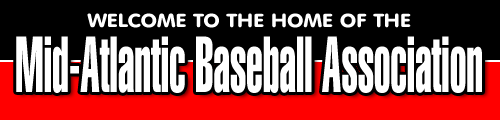 WELCOME TO THE HOME OF THE
Mid-Atlantic Baseball Association